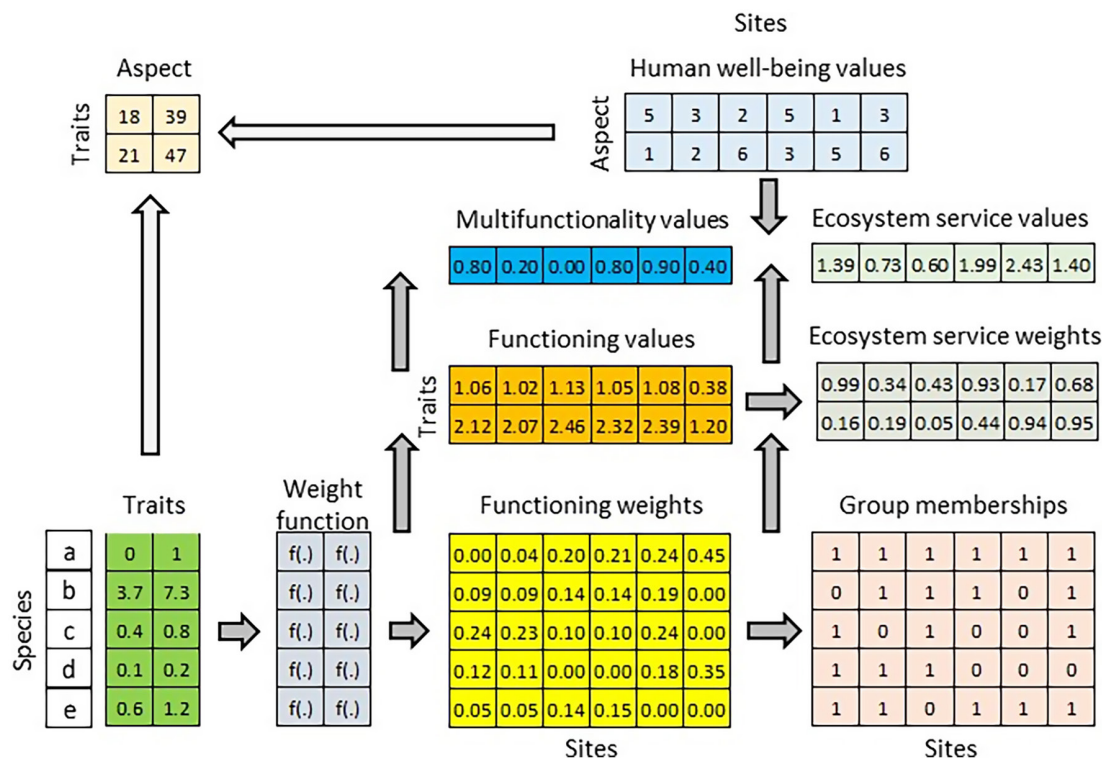 Sites
Aspect
Human well-being values
Traits
18 39
21 47
Aspect
5 3 2 5 1 3
1 2 6 3 5 6
Multifunctionality values
0.80 0.20 0.00 0.80 0.90 0.40
Ecosystem service values
1.39 0.73 0.60 1.99 2.43 1.40
Functioning values
Traits
1.06 1.02 1.13 1.05 1.08 0.38
2.12 2.07 2.46 2.32 2.39 1.20
Ecosystem service weights
0.99 0.34 0.43 0.93 0.17 0.68
0.16 0.19 0.05 0.44 0.94 0.95
Traits
Species
a 0 1
b 3.7 7.3
c 0.4 0.8
d 0.1 0.2
e 0.6 1.2
Weight
function
f(.) f(.)
f(.) f(.)
f(.) f(.)
f(.) f(.)
f(.) f(.)
Functioning weights
0.00 0.04 0.20 0.21 0.24 0.45
0.09 0.09 0.14 0.14 0.19 0.00
0.24 0.23 0.10 0.10 0.24 0.00
0.12 0.11 0.00 0.00 0.18 0.35
0.05 0.05 0.14 0.15 0.00 0.00
Sites
Group memberships
1 1 1 1 1 1
0 1 1 1 0 1
1 0 1 0 0 1
1 1 1 0 0 0
1 1 0 1 1 1
Sites